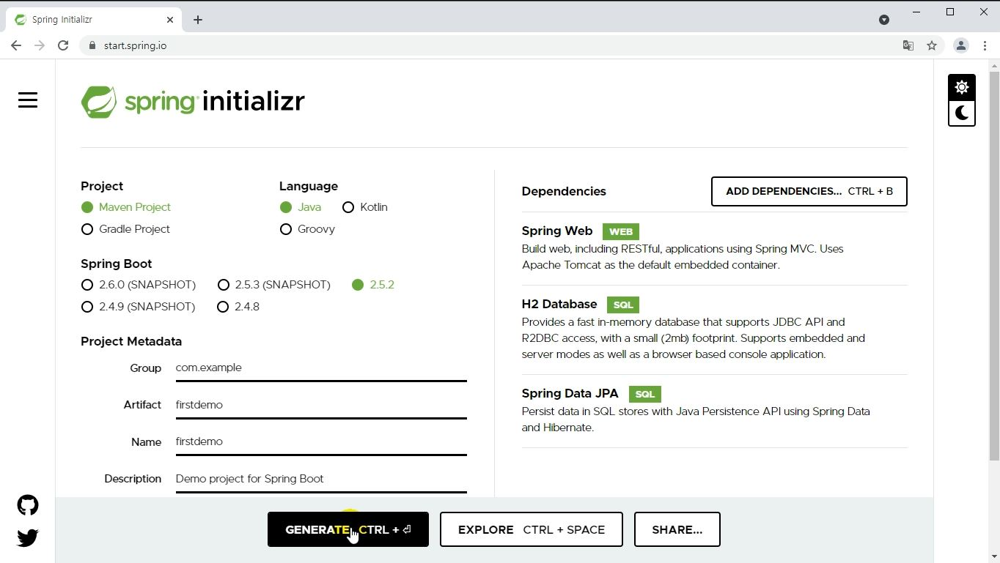 Spring Initializr
start.spring.io
spring initializr
Project
Maven Project
Gradle Project
Language
Java
Kotlin
Groovy
Spring Boot
2.6.0 (SNAPSHOT)
2.5.3 (SNAPSHOT)
2.5.2
2.4.9 (SNAPSHOT)
2.4.8
Project Metadata
Group com.example
Artifact firstdemo
Name firstdemo
Description Demo project for Spring Boot
Dependencies
ADD DEPENDENCIES... CTRL + B
Spring Web WEB
Build web, including RESTful, applications using Spring MVC. Uses
Apache Tomcat as the default embedded container.
H2 Database SQL
Provides a fast in-memory database that supports JDBC API and
R2DBC access, with a small (2mb) footprint. Supports embedded and
server modes as well as a browser based console application.
Spring Data JPA SQL
Persist data in SQL stores with Java Persistence API using Spring Data
and Hibernate.
GENERATE CTRL + ⏎
EXPLORE CTRL + SPACE
SHARE...